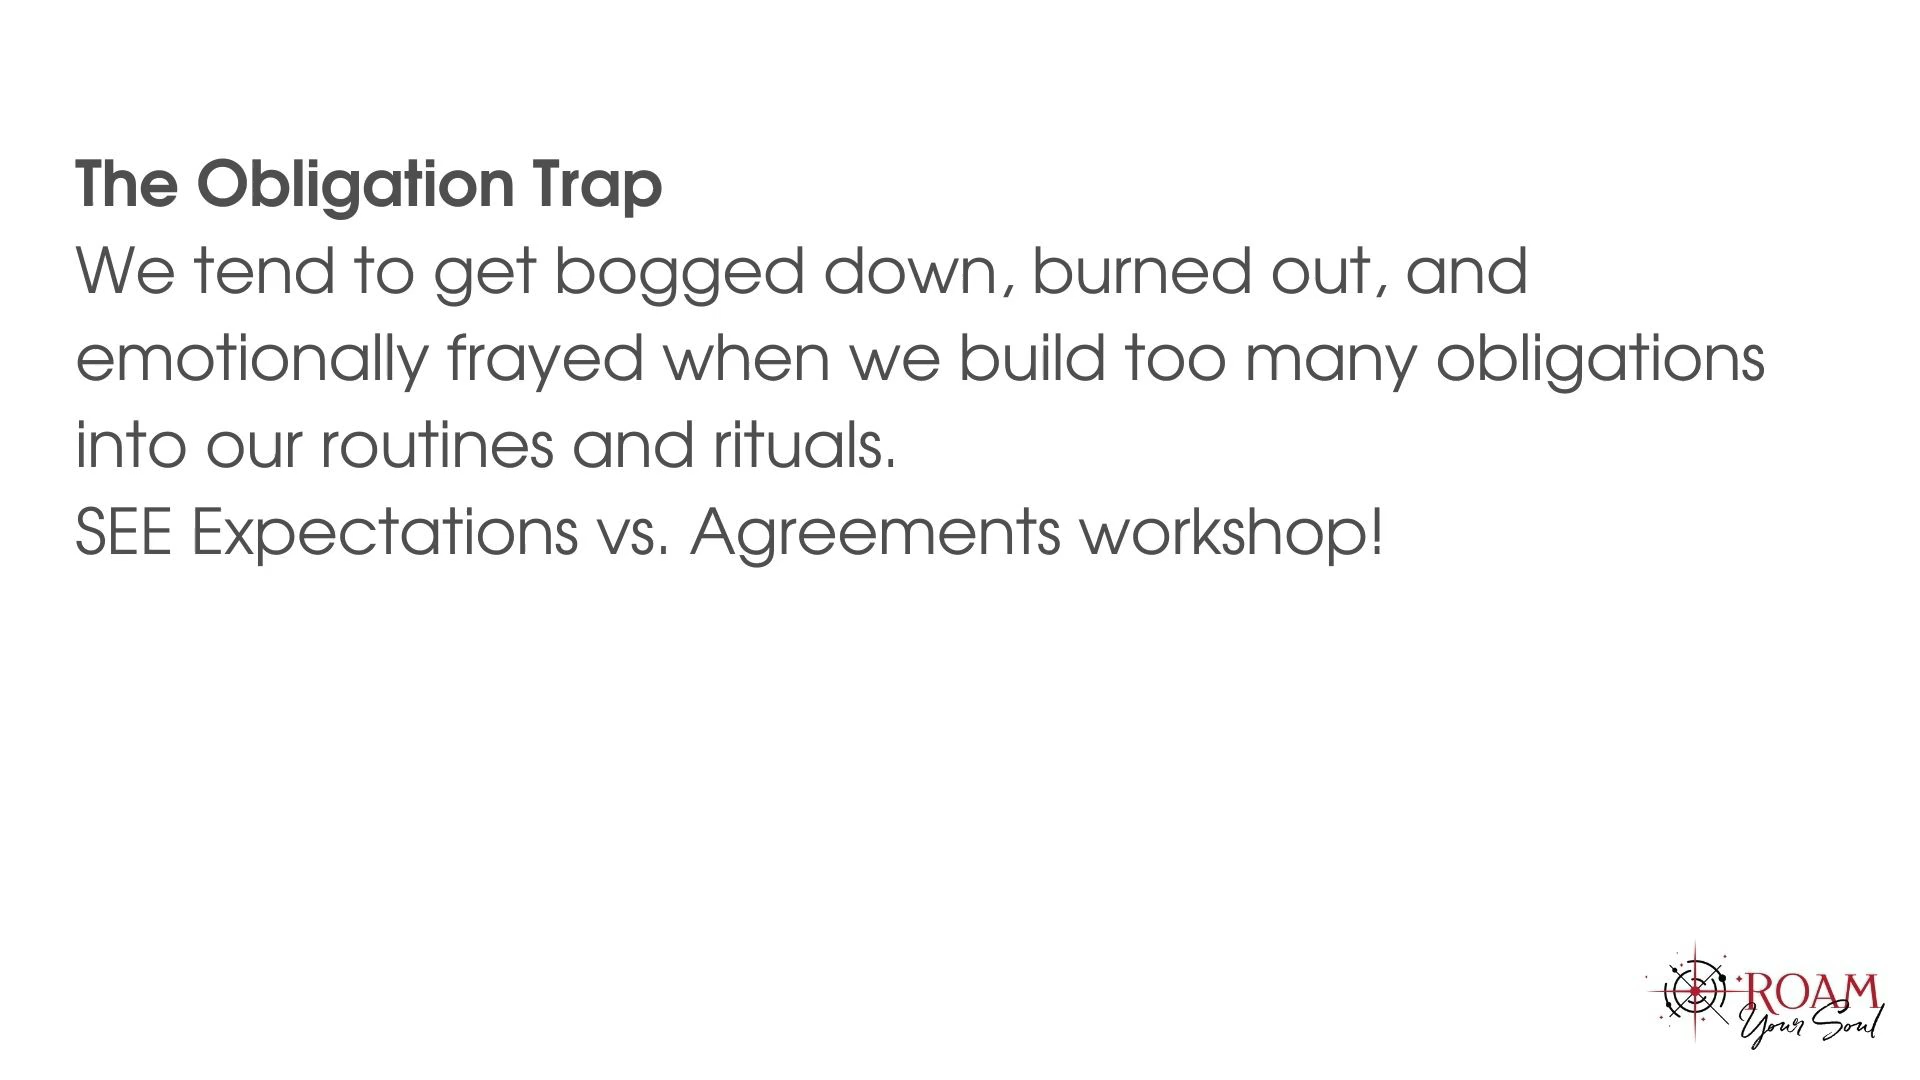 The Obligation Trap
We tend to get bogged down, burned out, and
emotionally frayed when we build too many obligations
into our routines and rituals.
SEE Expectations vs. Agreements workshop!
ROAM
Your Soul